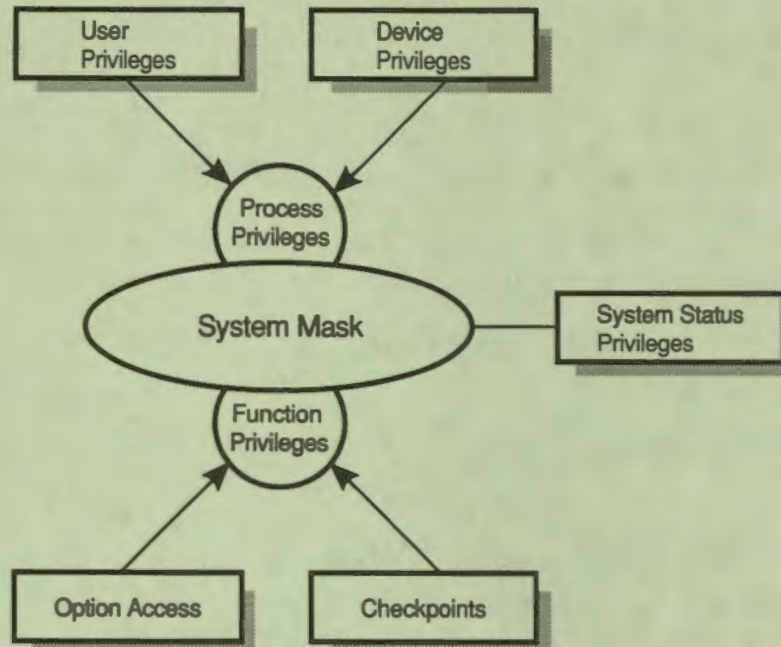 User
Privileges
Device
Privileges
Process
Privileges
System Mask
System Status
Privileges
Function
Privileges
Option Access
Checkpoints